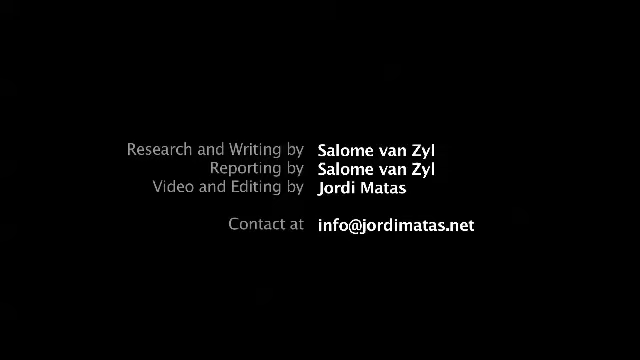 Research and Writing by Salome van Zyl
Reporting by Salome van Zyl
Video and Editing by Jordi Matas
Contact at info@jordimatas.net